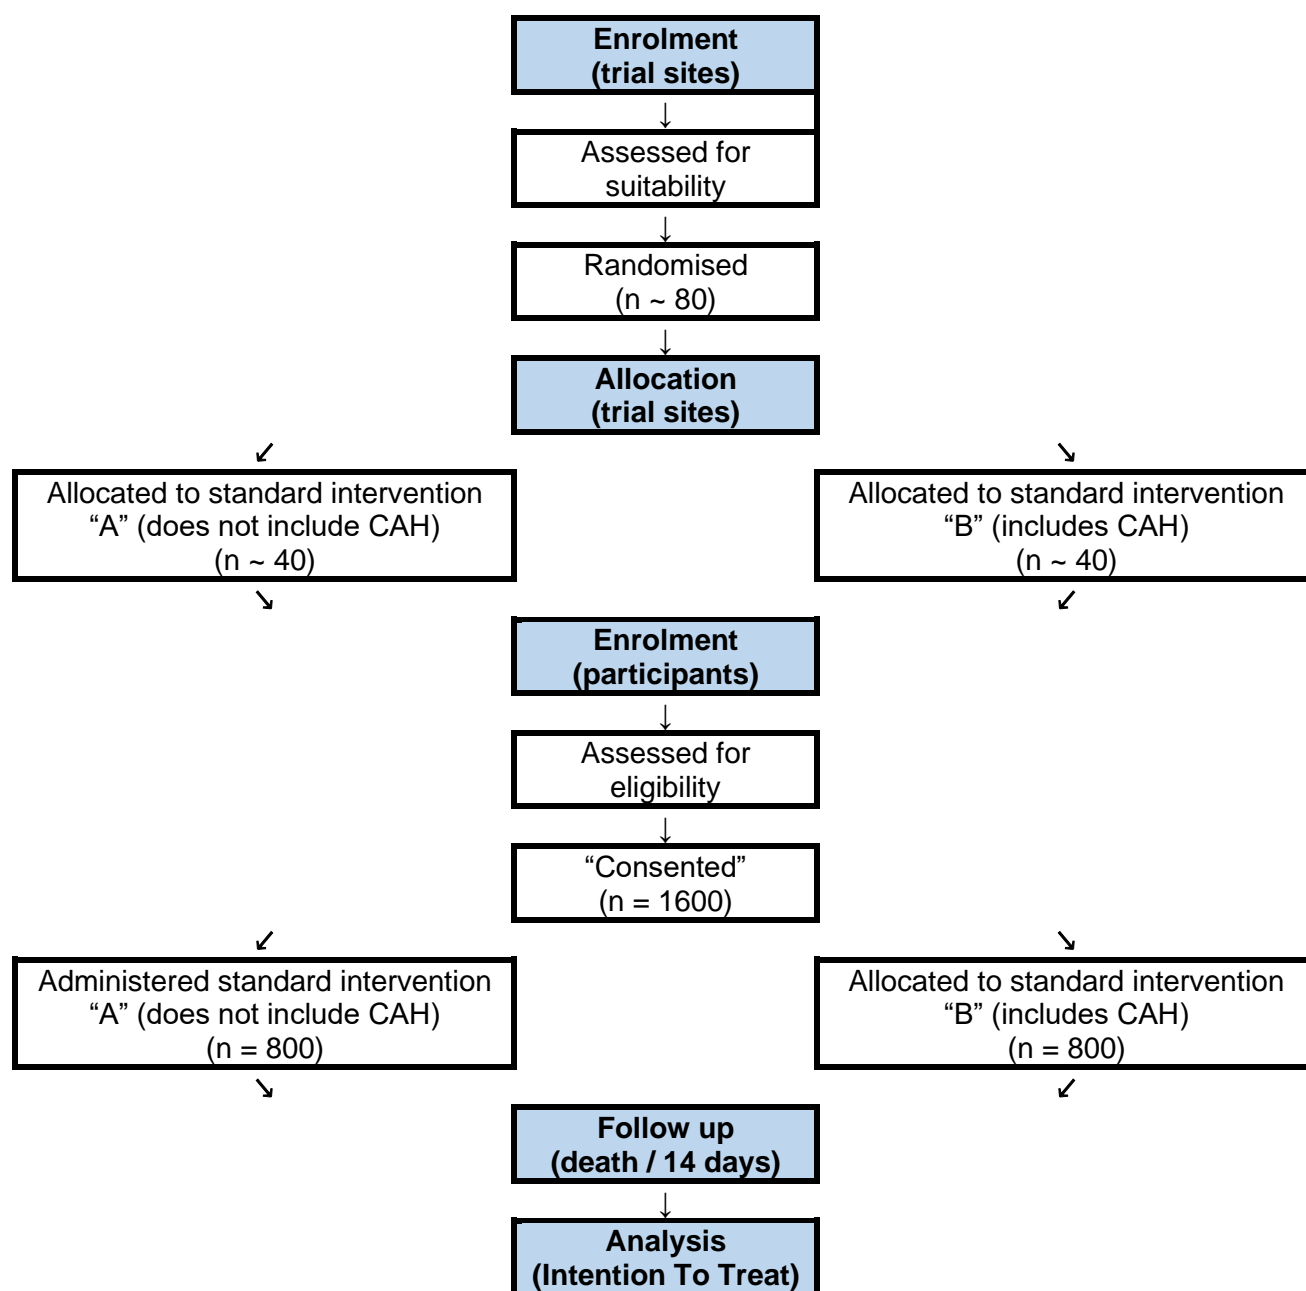 Enrolment
(trial sites)
↓
Assessed for
suitability
↓
Randomised
(n ~ 80)
↓
Allocation
(trial sites)
↙ ↘
Allocated to standard intervention
“A” (does not include CAH)
(n ~ 40)
Allocated to standard intervention
“B” (includes CAH)
(n ~ 40)
↘ ↙
Enrolment
(participants)
↓
Assessed for
eligibility
↓
“Consented”
(n = 1600)
↙ ↘
Administered standard intervention
“A” (does not include CAH)
(n = 800)
Allocated to standard intervention
“B” (includes CAH)
(n = 800)
↘ ↙
Follow up
(death / 14 days)
↓
Analysis
(Intention To Treat)